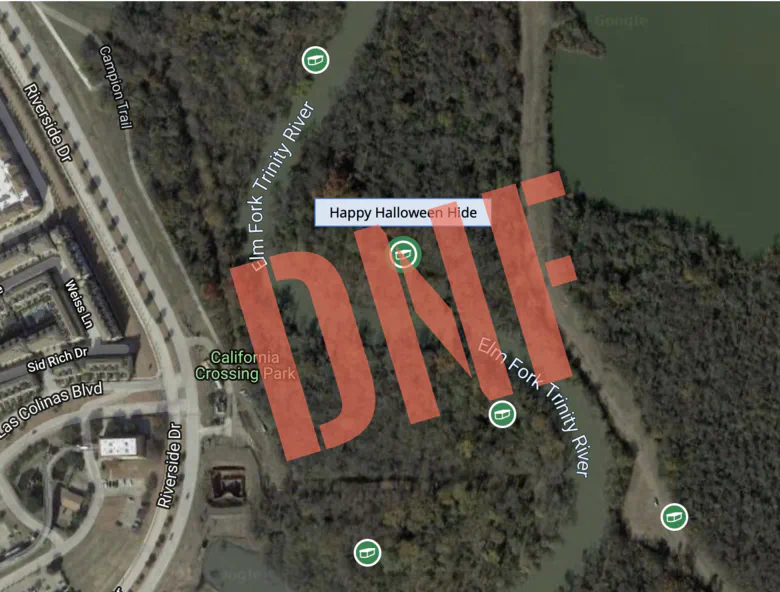 Campion Trail
Riverside Dr
Elm Fork Trinity River
Happy Halloween Hide
DNF
Weiss Ln
Sid Rich Dr
California
Crossing Park
Las Colinas Blvd
Elm Fork Trinity River
Riverside Dr
Google